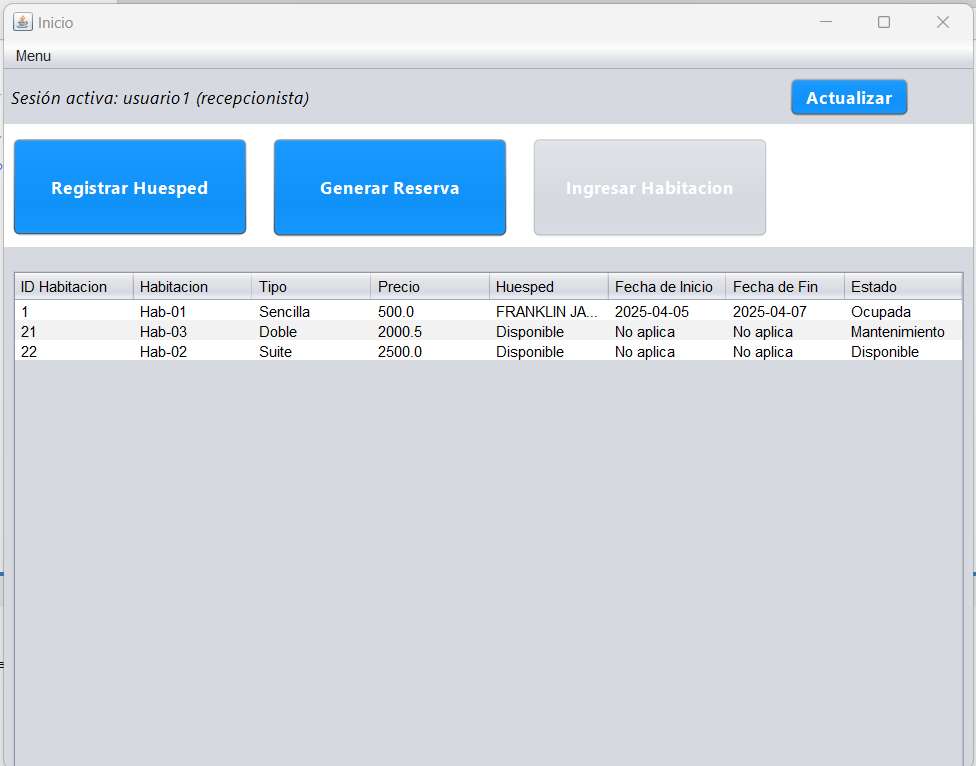 Inicio
Menu
Sesión activa: usuario1 (recepcionista)
Actualizar
Registrar Huesped
Generar Reserva
Ingresar Habitacion
ID Habitacion Habitacion Tipo Precio Huesped Fecha de Inicio Fecha de Fin Estado
1 Hab-01 Sencilla 500.0 FRANKLIN JA... 2025-04-05 2025-04-07 Ocupada
21 Hab-03 Doble 2000.5 Disponible No aplica No aplica Mantenimiento
22 Hab-02 Suite 2500.0 Disponible No aplica No aplica Disponible